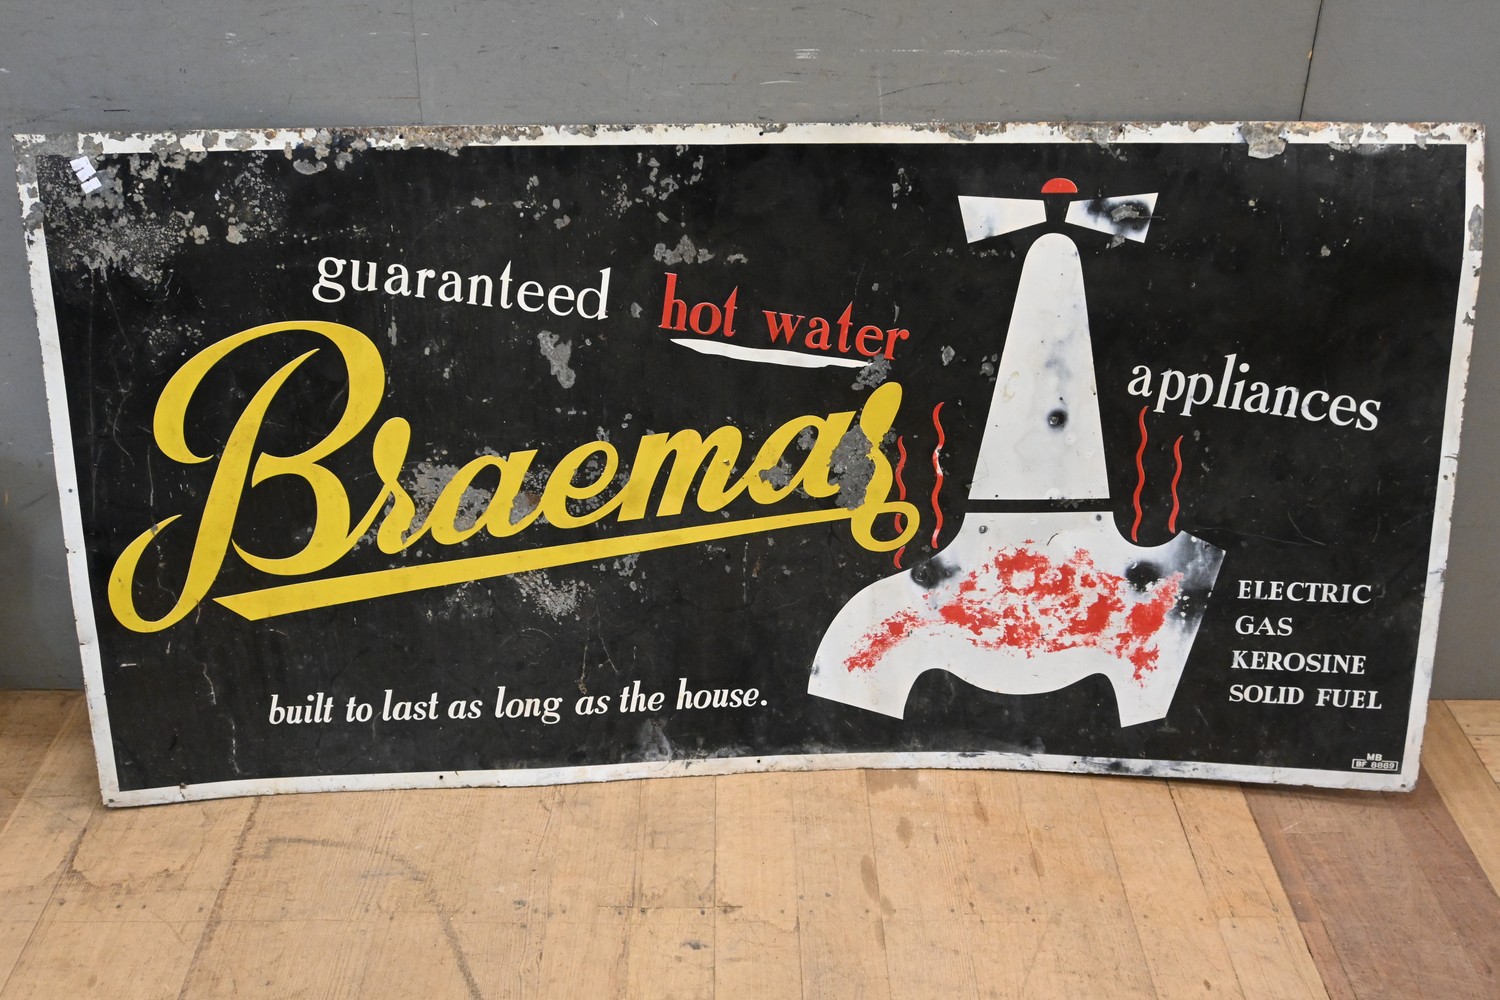 guaranteed hot water appliances
Braemar
built to last as long as the house.
ELECTRIC
GAS
KEROSINE
SOLID FUEL
MB
BF 8869